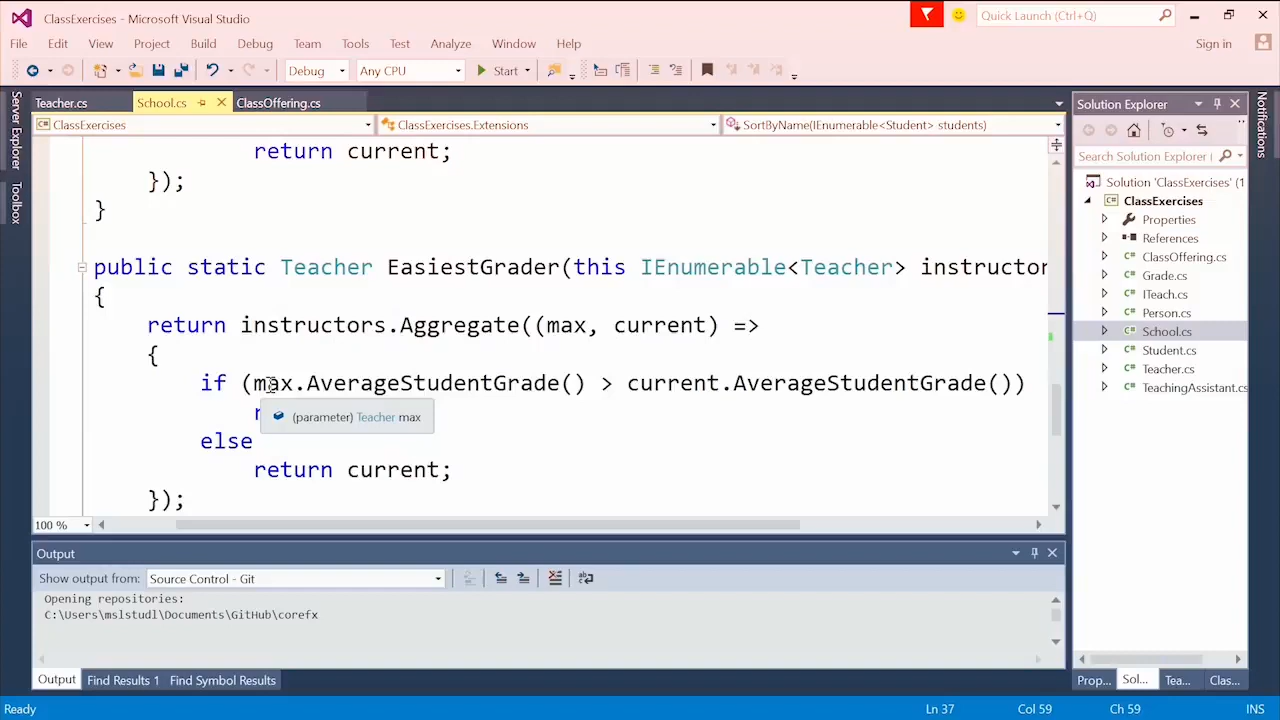 ClassExercises - Microsoft Visual Studio
Quick Launch (Ctrl+Q)
File Edit View Project Build Debug Team Tools Test Analyze Window Help
Sign in
Debug Any CPU Start
Server Explorer
Toolbox
Teacher.cs School.cs ClassOffering.cs
ClassExercises ClassExercises.Extensions SortByName(IEnumerable<Student> students)
return current;
});
}
public static Teacher EasiestGrader(this IEnumerable<Teacher> instructor
{
return instructors.Aggregate((max, current) =>
{
if (max.AverageStudentGrade() > current.AverageStudentGrade())
r
(parameter) Teacher max
else
return current;
});
100 %
Output
Show output from: Source Control - Git
Opening repositories:
C:\Users\mslstudl\Documents\GitHub\corefx
Output Find Results 1 Find Symbol Results
Solution Explorer
Search Solution Explorer (
Solution 'ClassExercises' (1
ClassExercises
Properties
References
ClassOffering.cs
Grade.cs
ITeach.cs
Person.cs
School.cs
Student.cs
Teacher.cs
TeachingAssistant.cs
Prop... Sol... Tea... Clas...
Notifications
Ready Ln 37 Col 59 Ch 59 INS